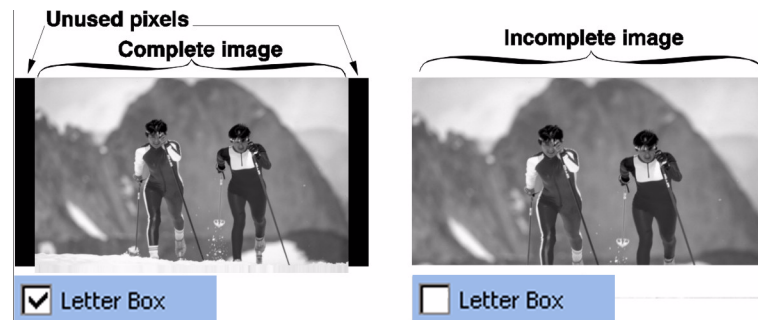 Unused pixels
Complete image
Letter Box
Incomplete image
Letter Box